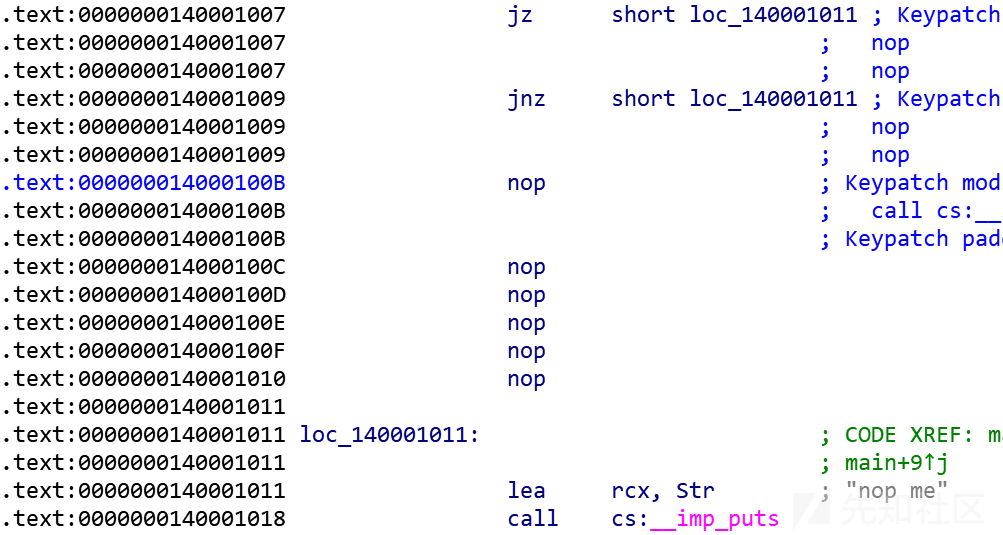 .text:0000000140001007 jz short loc_140001011 ; Keypatch
.text:0000000140001007 ; nop
.text:0000000140001007 ; nop
.text:0000000140001009 jnz short loc_140001011 ; Keypatch
.text:0000000140001009 ; nop
.text:0000000140001009 ; nop
.text:000000014000100B nop ; Keypatch mod
.text:000000014000100B ; call cs:__
.text:000000014000100B ; Keypatch pad
.text:000000014000100C nop
.text:000000014000100D nop
.text:000000014000100E nop
.text:000000014000100F nop
.text:0000000140001010 nop
.text:0000000140001011
.text:0000000140001011 loc_140001011: ; CODE XREF: m
.text:0000000140001011 ; main+9↑j
.text:0000000140001011 lea rcx, Str ; "nop me"
.text:0000000140001018 call cs:__imp_puts
先知社区